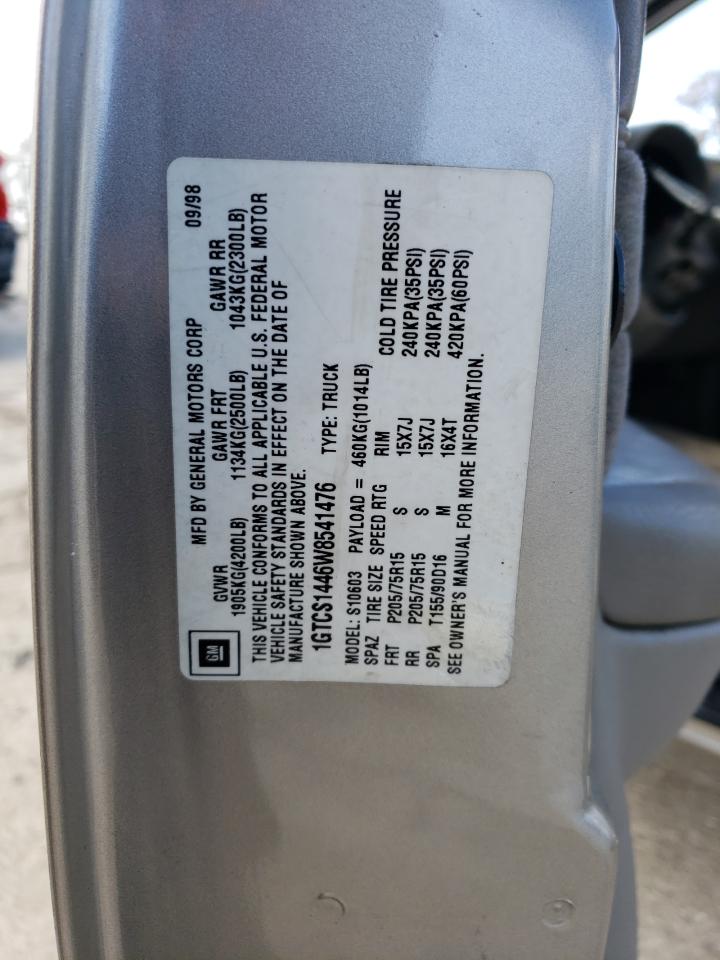 GM
MFD BY GENERAL MOTORS CORP 09/98
GVWR GAWR FRT GAWR RR
1905KG(4200LB) 1134KG(2500LB) 1043KG(2300LB)
THIS VEHICLE CONFORMS TO ALL APPLICABLE U.S. FEDERAL MOTOR
VEHICLE SAFETY STANDARDS IN EFFECT ON THE DATE OF
MANUFACTURE SHOWN ABOVE.
1GTCS1446W8541476 TYPE: TRUCK
MODEL: S10603 PAYLOAD = 460KG(1014LB)
SPAZ TIRE SIZE SPEED RTG RIM COLD TIRE PRESSURE
FRT P205/75R15 S 15X7J 240KPA(35PSI)
RR P205/75R15 S 15X7J 240KPA(35PSI)
SPA T155/90D16 M 16X4T 420KPA(60PSI)
SEE OWNER'S MANUAL FOR MORE INFORMATION.